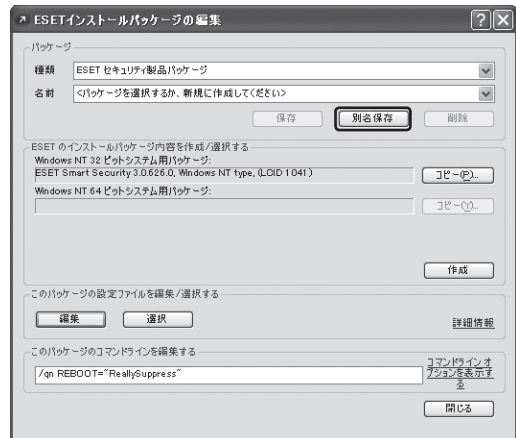 ESETインストールパッケージの編集
パッケージ
種類
ESET セキュリティ製品パッケージ
名前
<パッケージを選択するか、新規に作成してください>
保存
別名保存
削除
ESET のインストールパッケージ内容を作成/選択する
Windows NT 32 ビットシステム用パッケージ:
ESET Smart Security 3.0.626.0, Windows NT type, (LCID 1041)
コピー(P)...
Windows NT 64 ビットシステム用パッケージ:
コピー(Y)...
作成
このパッケージの設定ファイルを編集/選択する
編集
選択
詳細情報
このパッケージのコマンドラインを編集する
/qn REBOOT="ReallySuppress"
コマンドライン オ
プションを表示す
る
閉じる